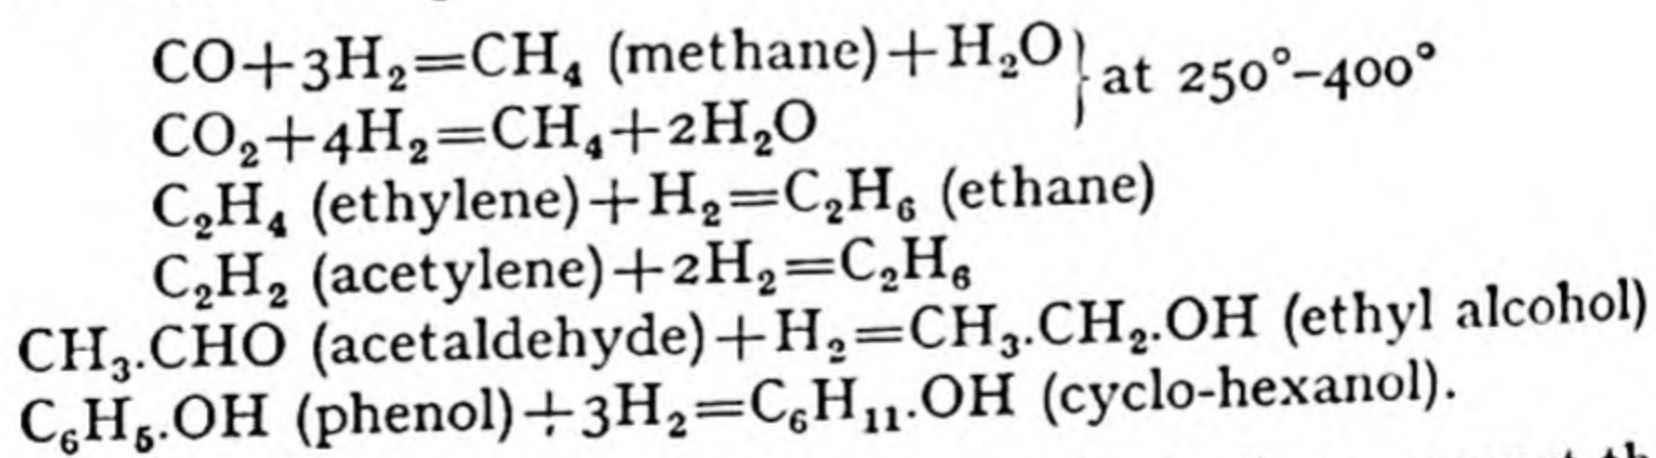 CO+3H₂=CH₄ (methane)+H₂O } at 250°–400°
CO₂+4H₂=CH₄+2H₂O
C₂H₄ (ethylene)+H₂=C₂H₆ (ethane)
C₂H₂ (acetylene)+2H₂=C₂H₆
CH₃.CHO (acetaldehyde)+H₂=CH₃.CH₂.OH (ethyl alcohol)
C₆H₅.OH (phenol)+3H₂=C₆H₁₁.OH (cyclo-hexanol).